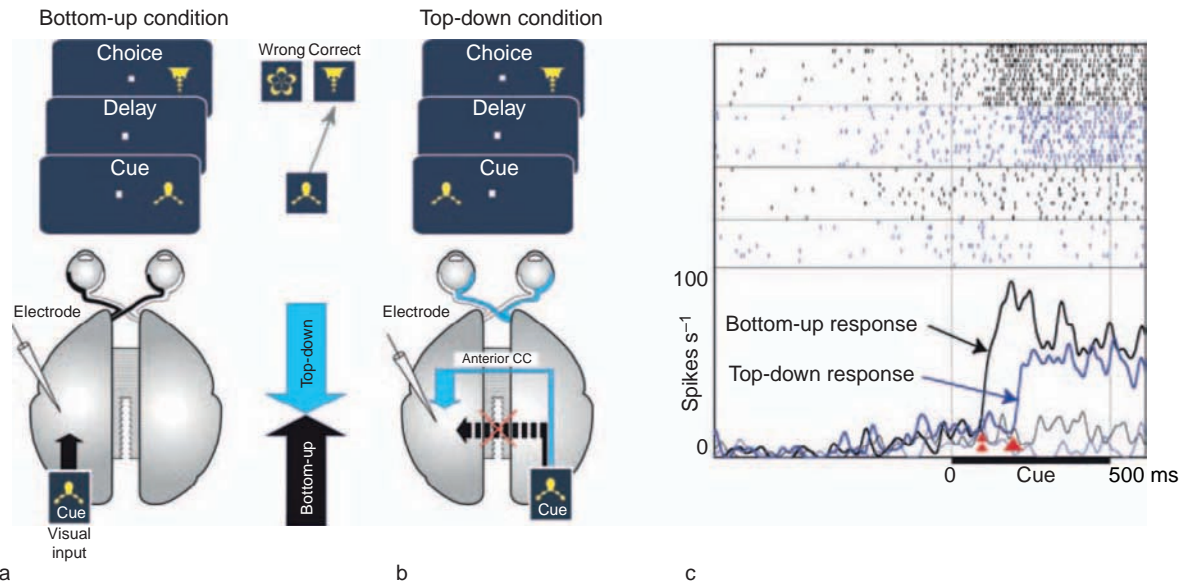 Bottom-up condition
Choice
Delay
Cue
Electrode
Cue
Visual
input
a
Wrong Correct
Top-down
Bottom-up
Top-down condition
Choice
Delay
Cue
Electrode
Anterior CC
Cue
b
100
Bottom-up response
Top-down response
Spikes s⁻¹
0
0 Cue 500 ms
c